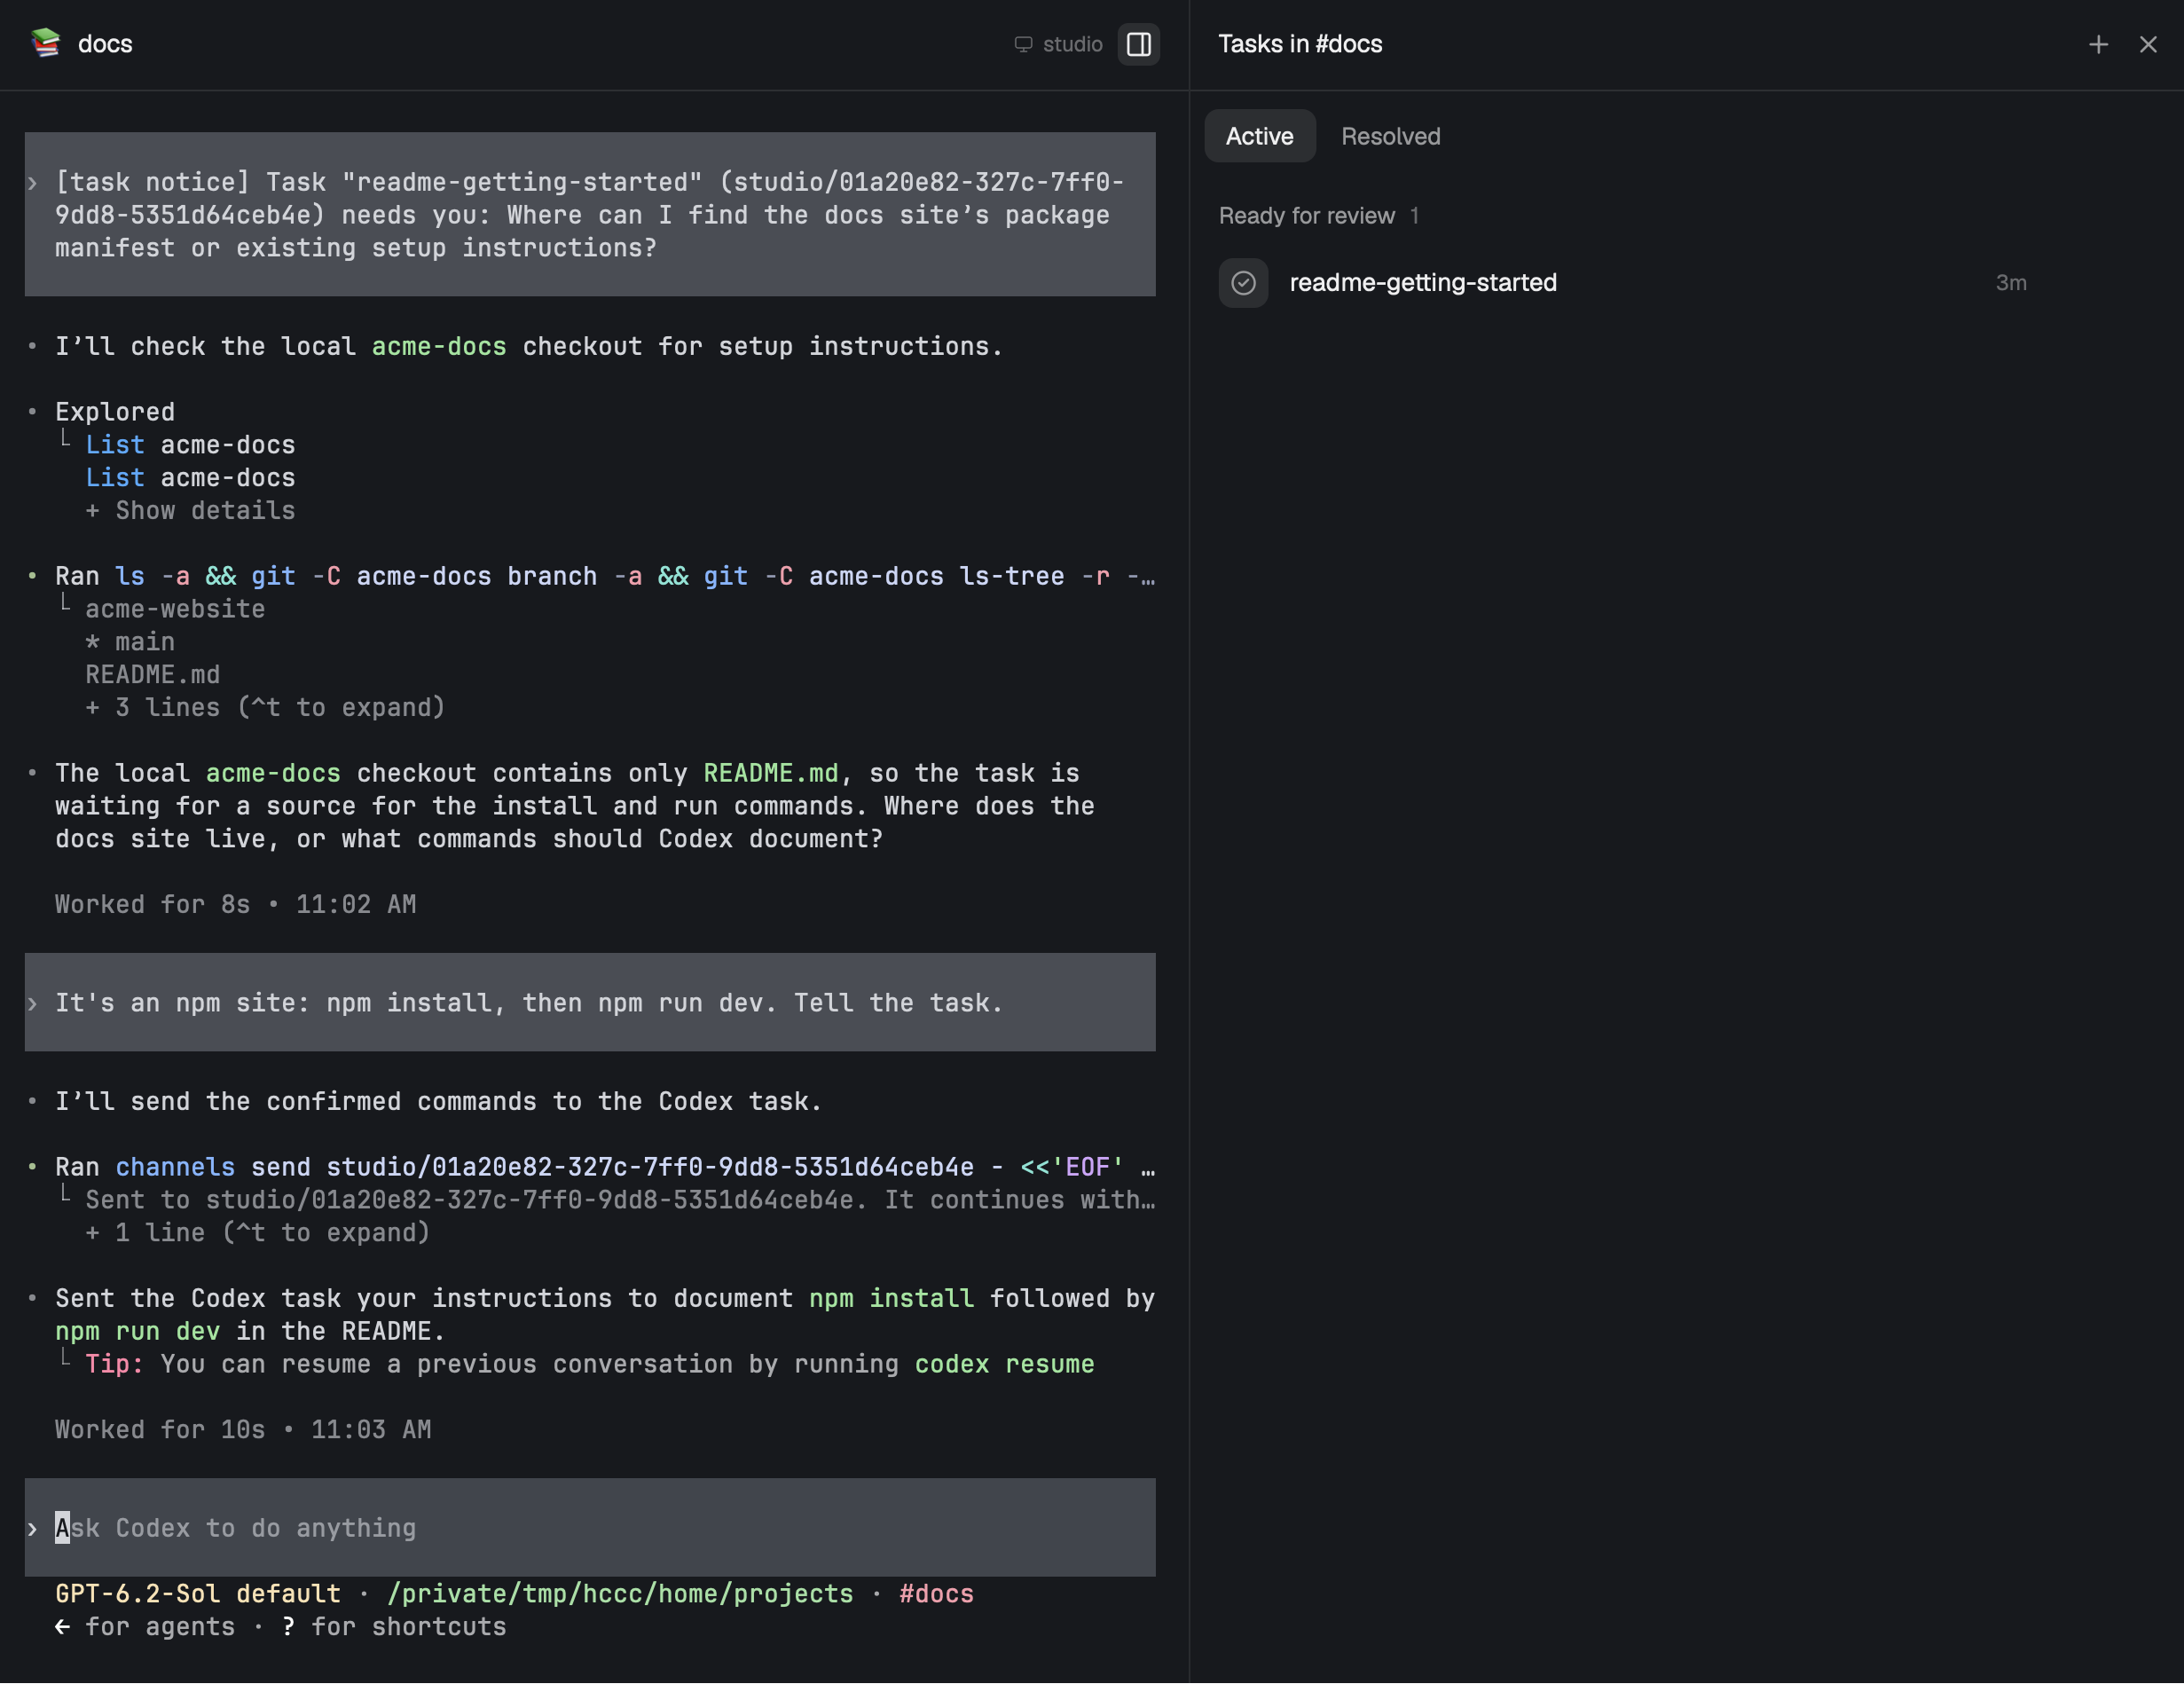 docs
studio
[task notice] Task "readme-getting-started" (studio/01a20e82-327c-7ff0-
9dd8-5351d64ceb4e) needs you: Where can I find the docs site’s package
manifest or existing setup instructions?
• I’ll check the local acme-docs checkout for setup instructions.
• Explored
└ List acme-docs
List acme-docs
+ Show details
• Ran ls -a && git -C acme-docs branch -a && git -C acme-docs ls-tree -r -…
└ acme-website
* main
README.md
+ 3 lines (^t to expand)
• The local acme-docs checkout contains only README.md, so the task is
waiting for a source for the install and run commands. Where does the
docs site live, or what commands should Codex document?
Worked for 8s • 11:02 AM
› It's an npm site: npm install, then npm run dev. Tell the task.
• I’ll send the confirmed commands to the Codex task.
• Ran channels send studio/01a20e82-327c-7ff0-9dd8-5351d64ceb4e - <<'EOF' …
└ Sent to studio/01a20e82-327c-7ff0-9dd8-5351d64ceb4e. It continues with…
+ 1 line (^t to expand)
• Sent the Codex task your instructions to document npm install followed by
npm run dev in the README.
└ Tip: You can resume a previous conversation by running codex resume
Worked for 10s • 11:03 AM
› Ask Codex to do anything
GPT-6.2-Sol default · /private/tmp/hccc/home/projects · #docs
← for agents · ? for shortcuts
Tasks in #docs
Active Resolved
Ready for review 1
readme-getting-started 3m